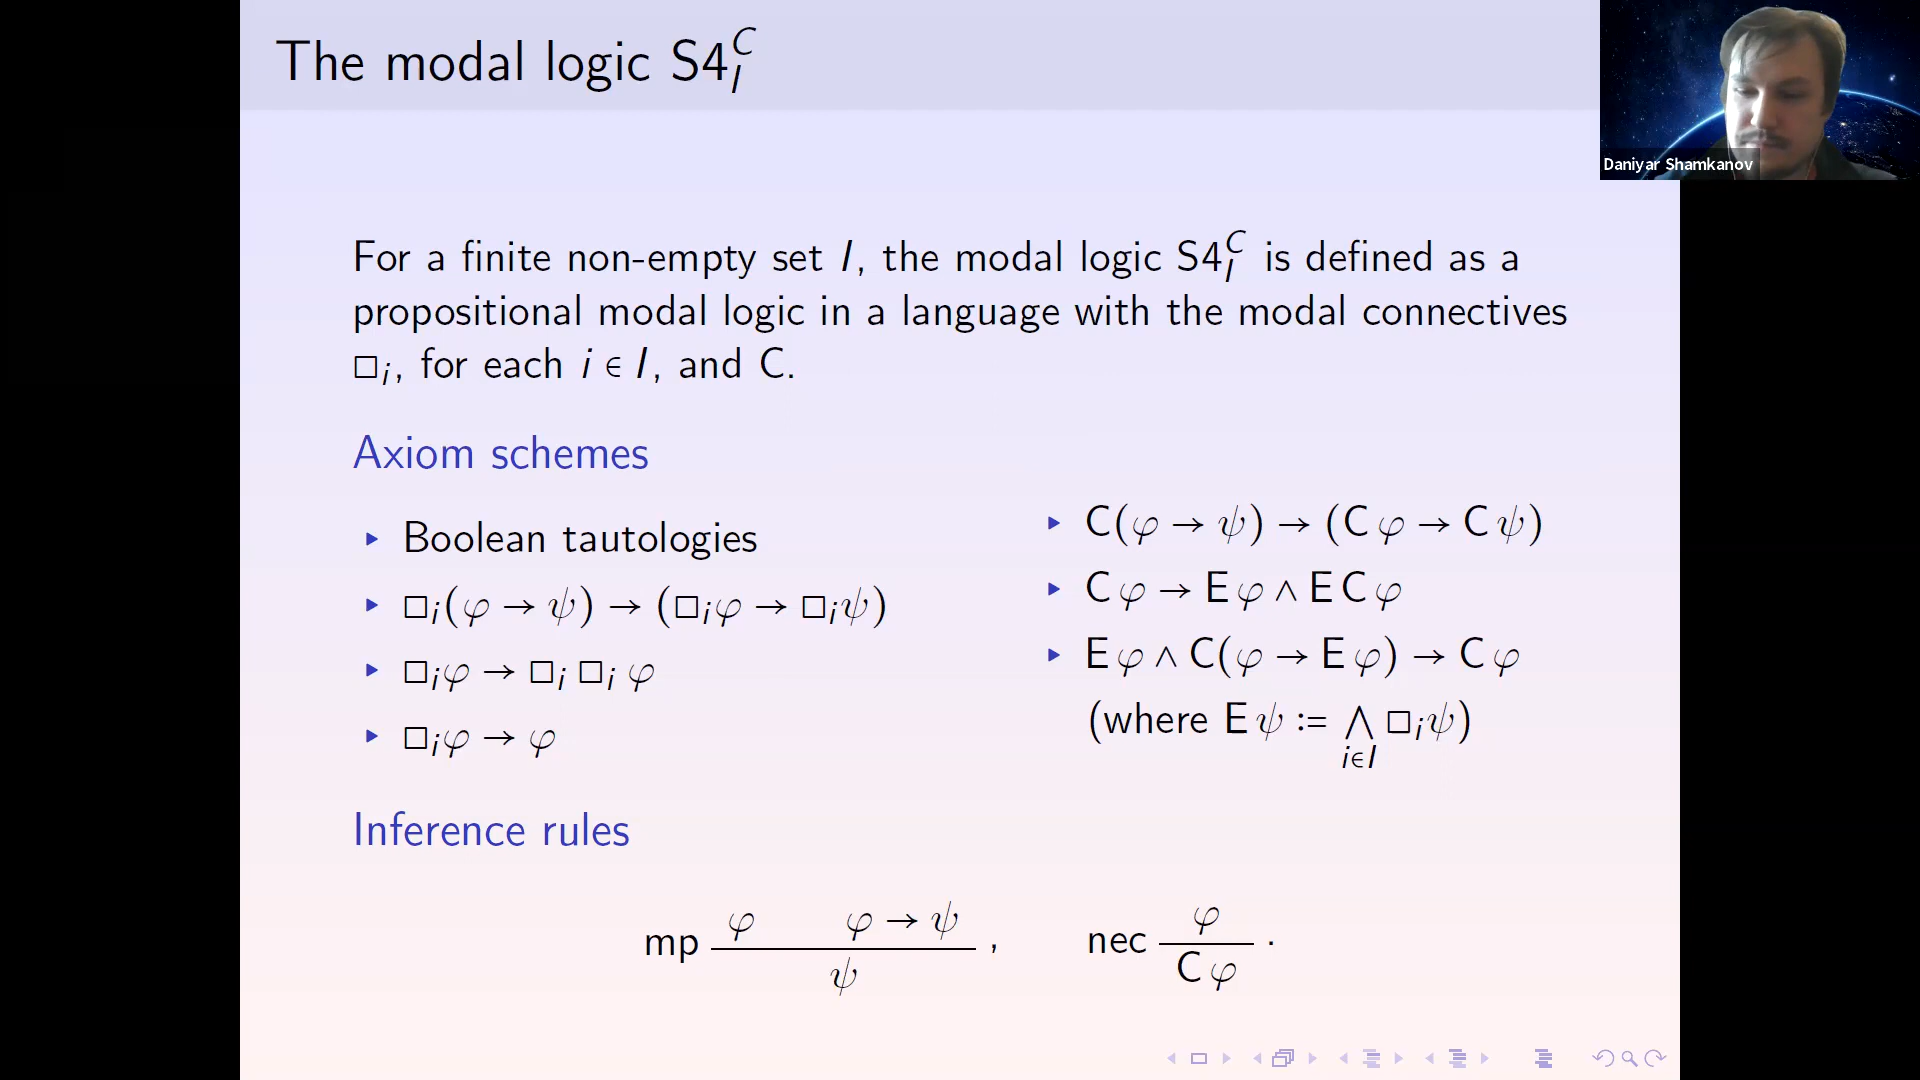 The modal logic S4_I^C
Daniyar Shamkanov
For a finite non-empty set I, the modal logic S4_I^C is defined as a
propositional modal logic in a language with the modal connectives
□_i, for each i ∈ I, and C.
Axiom schemes
▸ Boolean tautologies
▸ □_i(φ → ψ) → (□_iφ → □_iψ)
▸ □_iφ → □_i □_i φ
▸ □_iφ → φ
▸ C(φ → ψ) → (C φ → C ψ)
▸ C φ → E φ ∧ E C φ
▸ E φ ∧ C(φ → E φ) → C φ
(where E ψ := ⋀_{i∈I} □_iψ)
Inference rules
mp φ φ → ψ / ψ , nec φ / C φ .